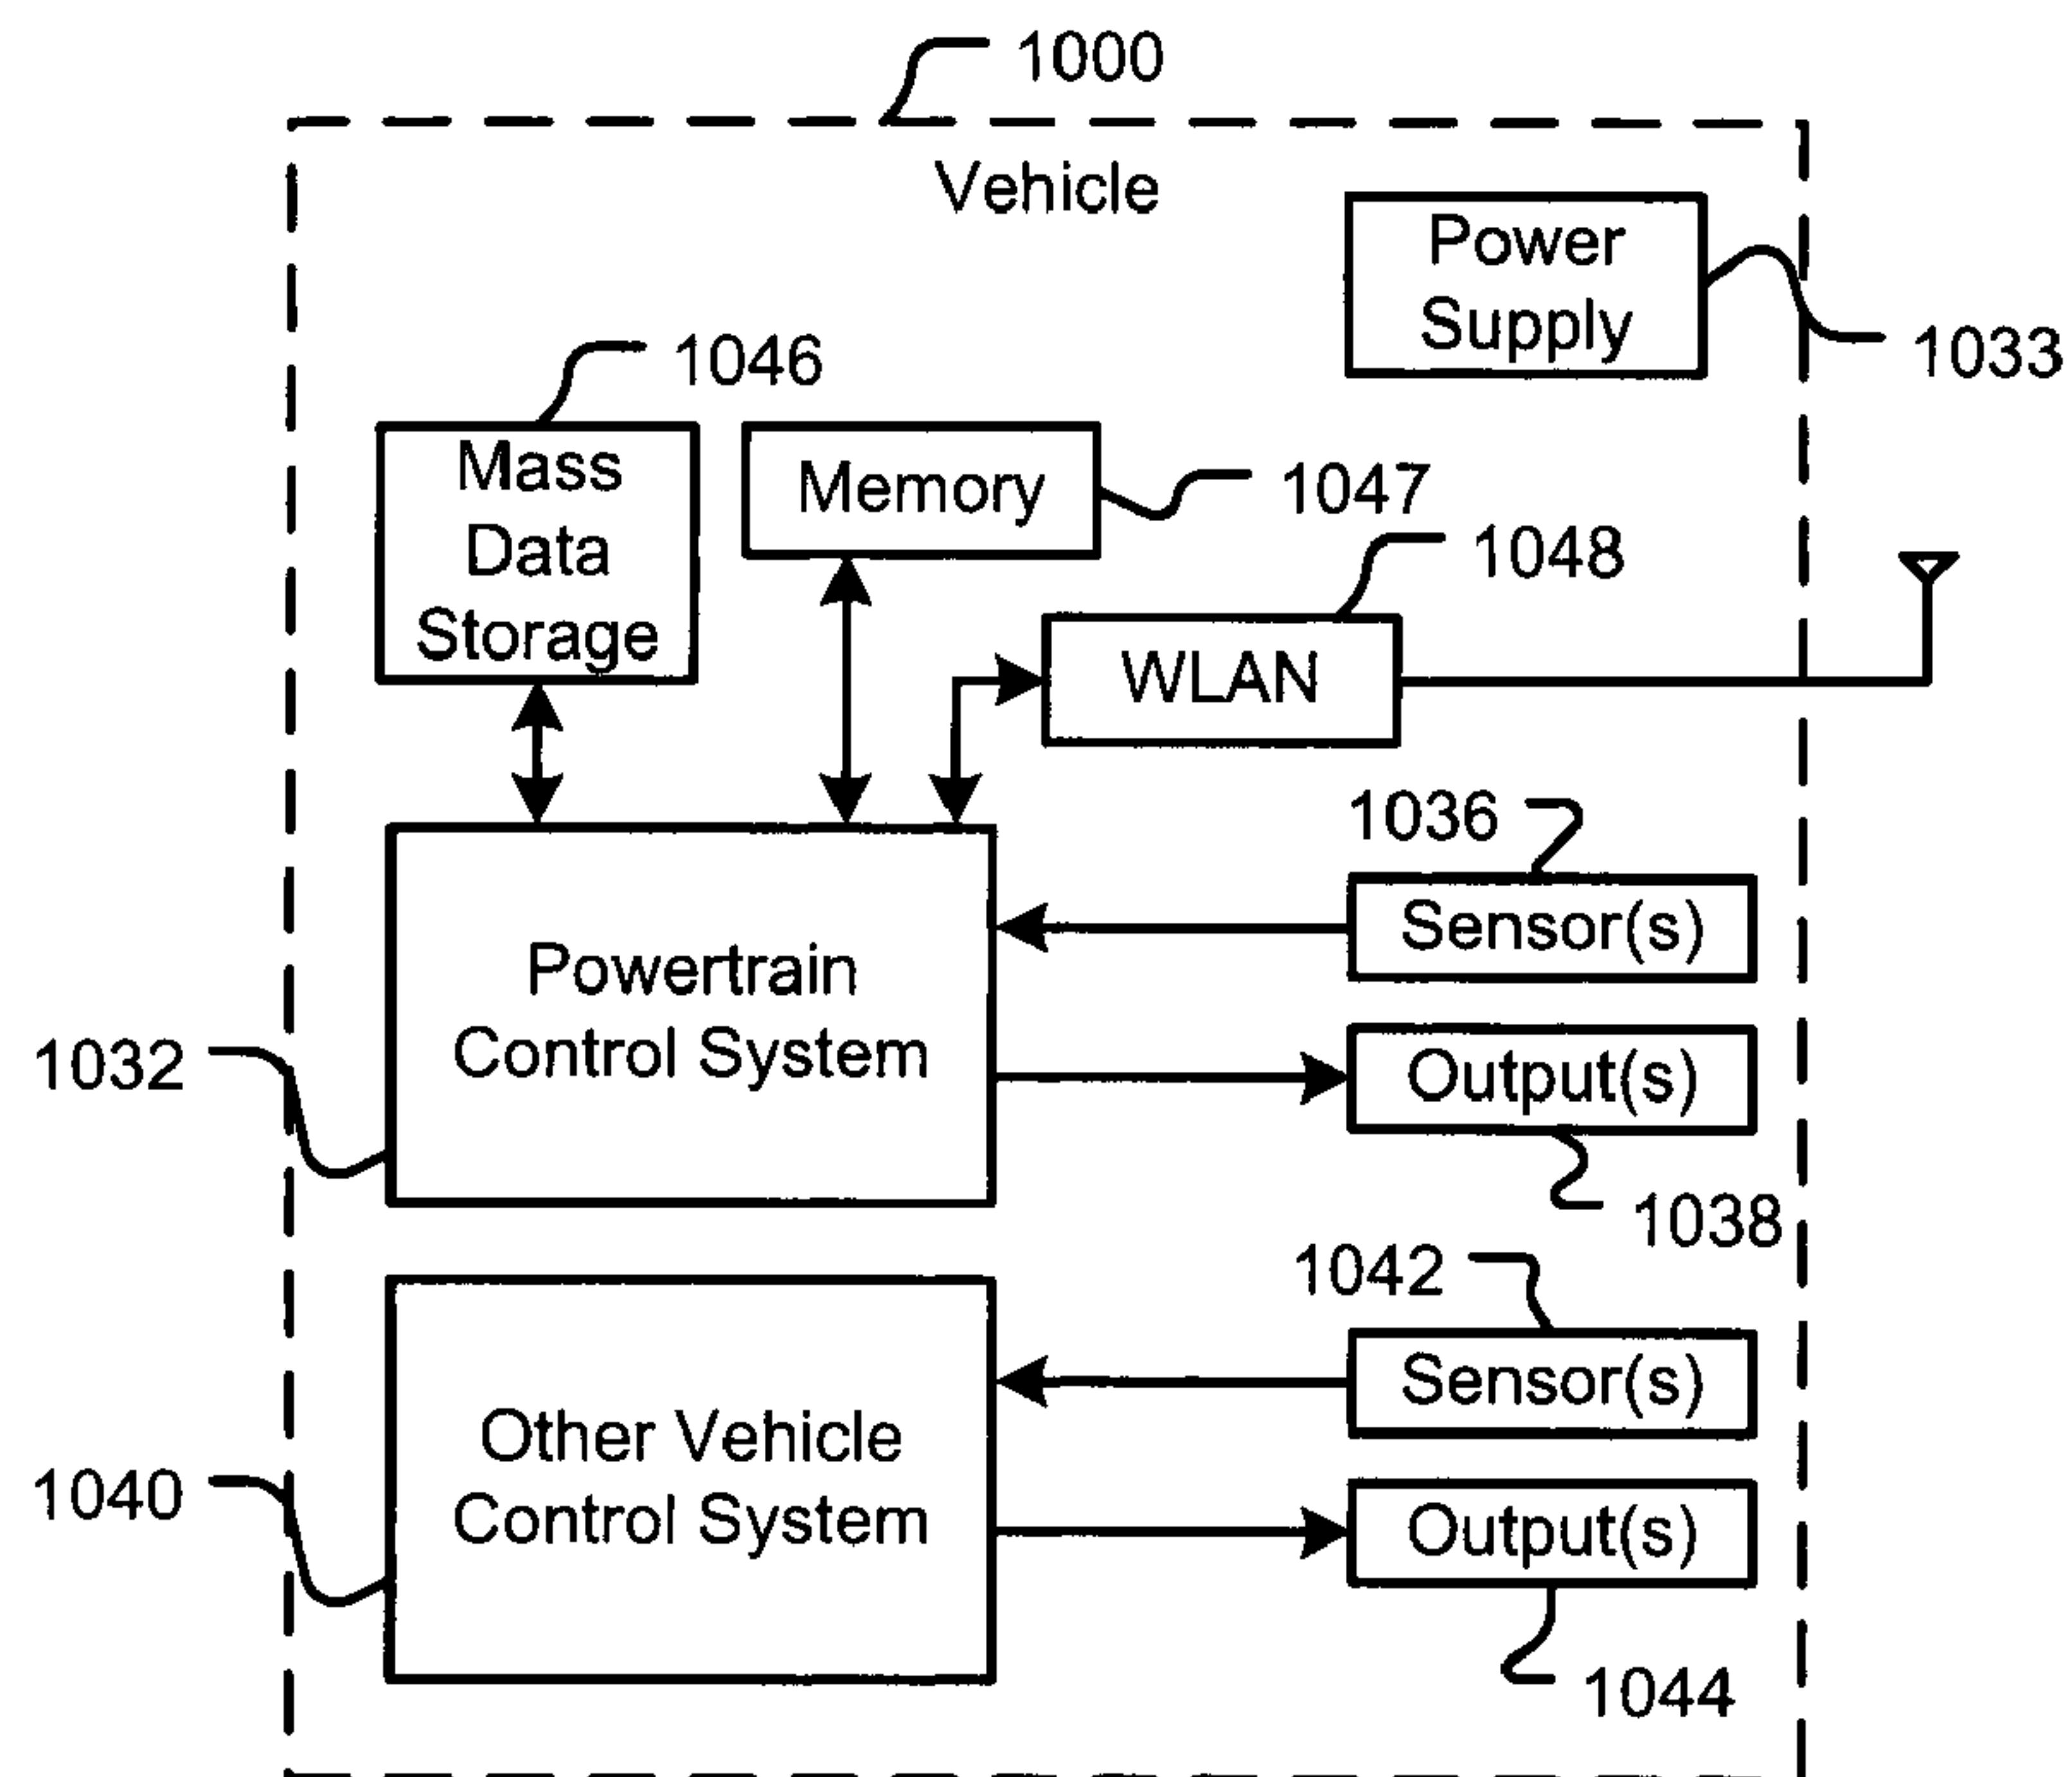 1000
Vehicle
Power
Supply
1033
1046
Mass
Data
Storage
Memory
1047
1048
WLAN
1036
Sensor(s)
Powertrain
Control System
1032
Output(s)
1038
1042
Sensor(s)
Other Vehicle
Control System
1040
Output(s)
1044